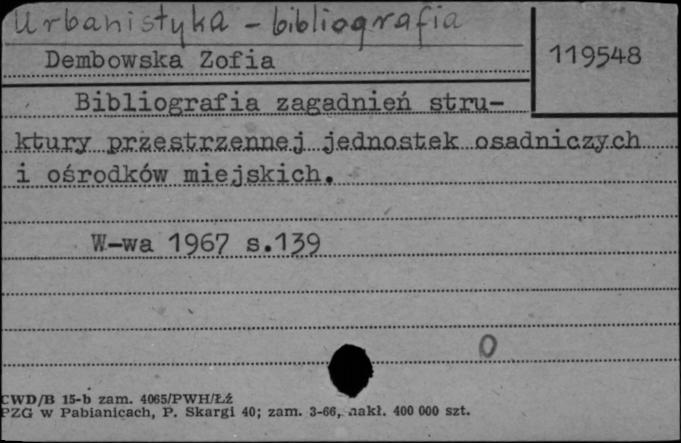 Urbanistyka - bibliografia
Dembowska Zofia
119548
Bibliografia zagadnień stru-
ktury przestrzennej jednostek osadniczych
i ośrodków miejskich.
W-wa 1967 s.139
O
CWD/B 15-b zam. 4065/PWH/Łź
PZG w Pabianicach, P. Skargi 40; zam. 3-66, nakł. 400 000 szt.